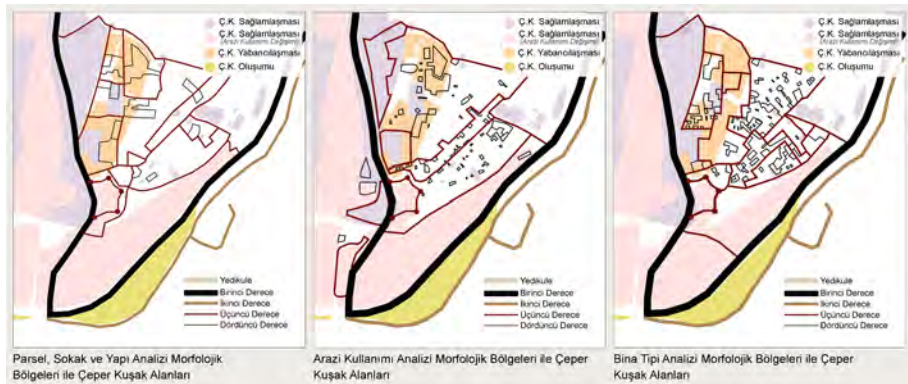 Ç.K. Sağlamlaşması
Ç.K. Sağlamlaşması
(Arazi Kullanımı Değişimi)
Ç.K. Yabancılaşması
Ç.K. Oluşumu
Yedikule
Birinci Derece
İkinci Derece
Üçüncü Derece
Dördüncü Derece
Parsel, Sokak ve Yapı Analizi Morfolojik
Bölgeleri ile Çeper Kuşak Alanları
Ç.K. Sağlamlaşması
Ç.K. Sağlamlaşması
(Arazi Kullanımı Değişimi)
Ç.K. Yabancılaşması
Ç.K. Oluşumu
Yedikule
Birinci Derece
İkinci Derece
Üçüncü Derece
Dördüncü Derece
Arazi Kullanımı Analizi Morfolojik Bölgeleri ile Çeper
Kuşak Alanları
Ç.K. Sağlamlaşması
Ç.K. Sağlamlaşması
(Arazi Kullanımı Değişimi)
Ç.K. Yabancılaşması
Ç.K. Oluşumu
Yedikule
Birinci Derece
İkinci Derece
Üçüncü Derece
Dördüncü Derece
Bina Tipi Analizi Morfolojik Bölgeleri ile Çeper
Kuşak Alanları